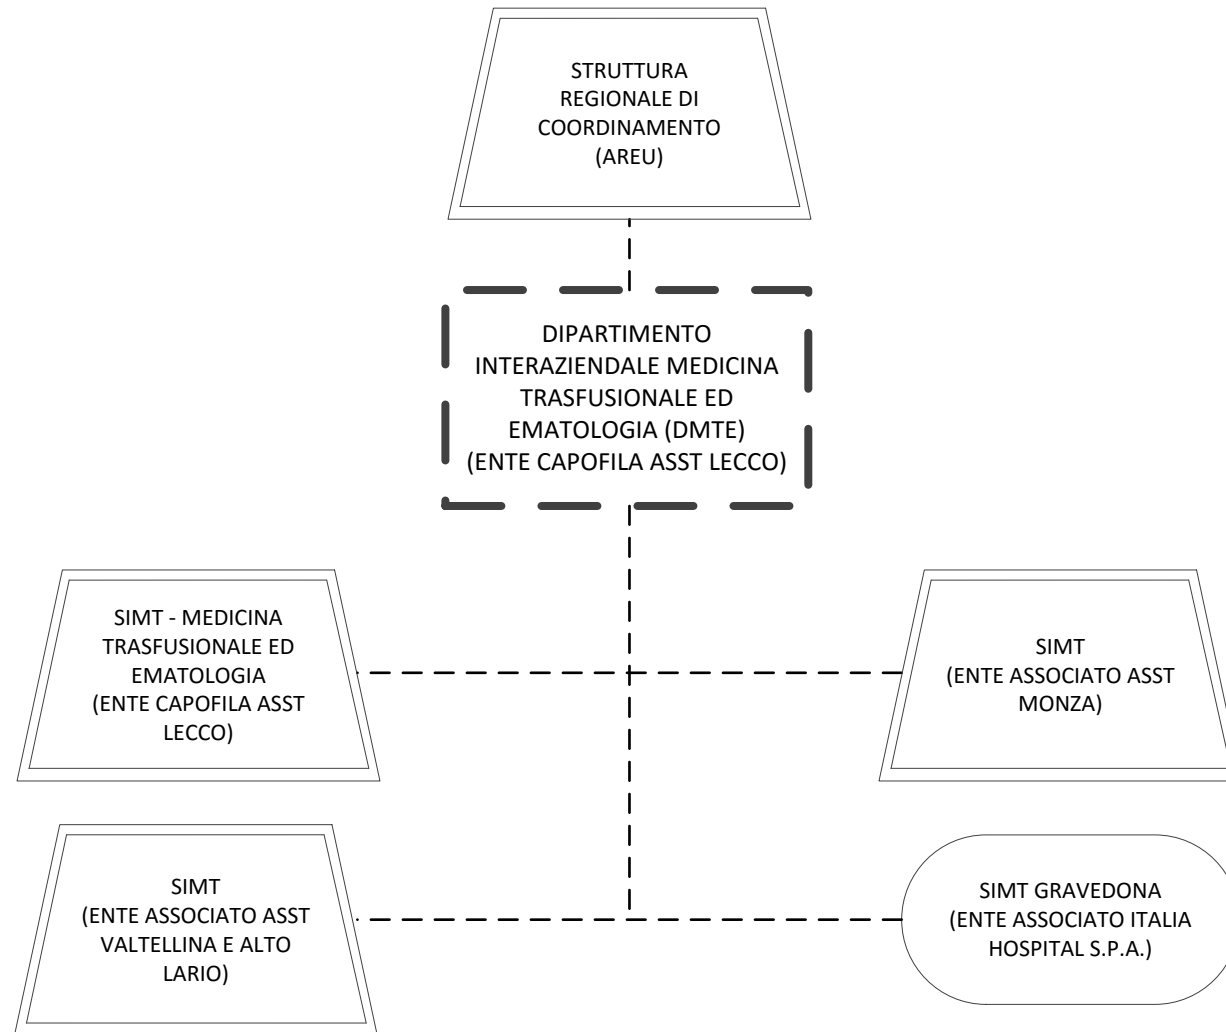 STRUTTURA
REGIONALE DI
COORDINAMENTO
(AREU)
DIPARTIMENTO
INTERAZIENDALE MEDICINA
TRASFUSIONALE ED
EMATOLOGIA (DMTE)
(ENTE CAPOFILA ASST LECCO)
SIMT - MEDICINA
TRASFUSIONALE ED
EMATOLOGIA
(ENTE CAPOFILA ASST
LECCO)
SIMT
(ENTE ASSOCIATO ASST
MONZA)
SIMT
(ENTE ASSOCIATO ASST
VALTELLINA E ALTO
LARIO)
SIMT GRAVEDONA
(ENTE ASSOCIATO ITALIA
HOSPITAL S.P.A.)